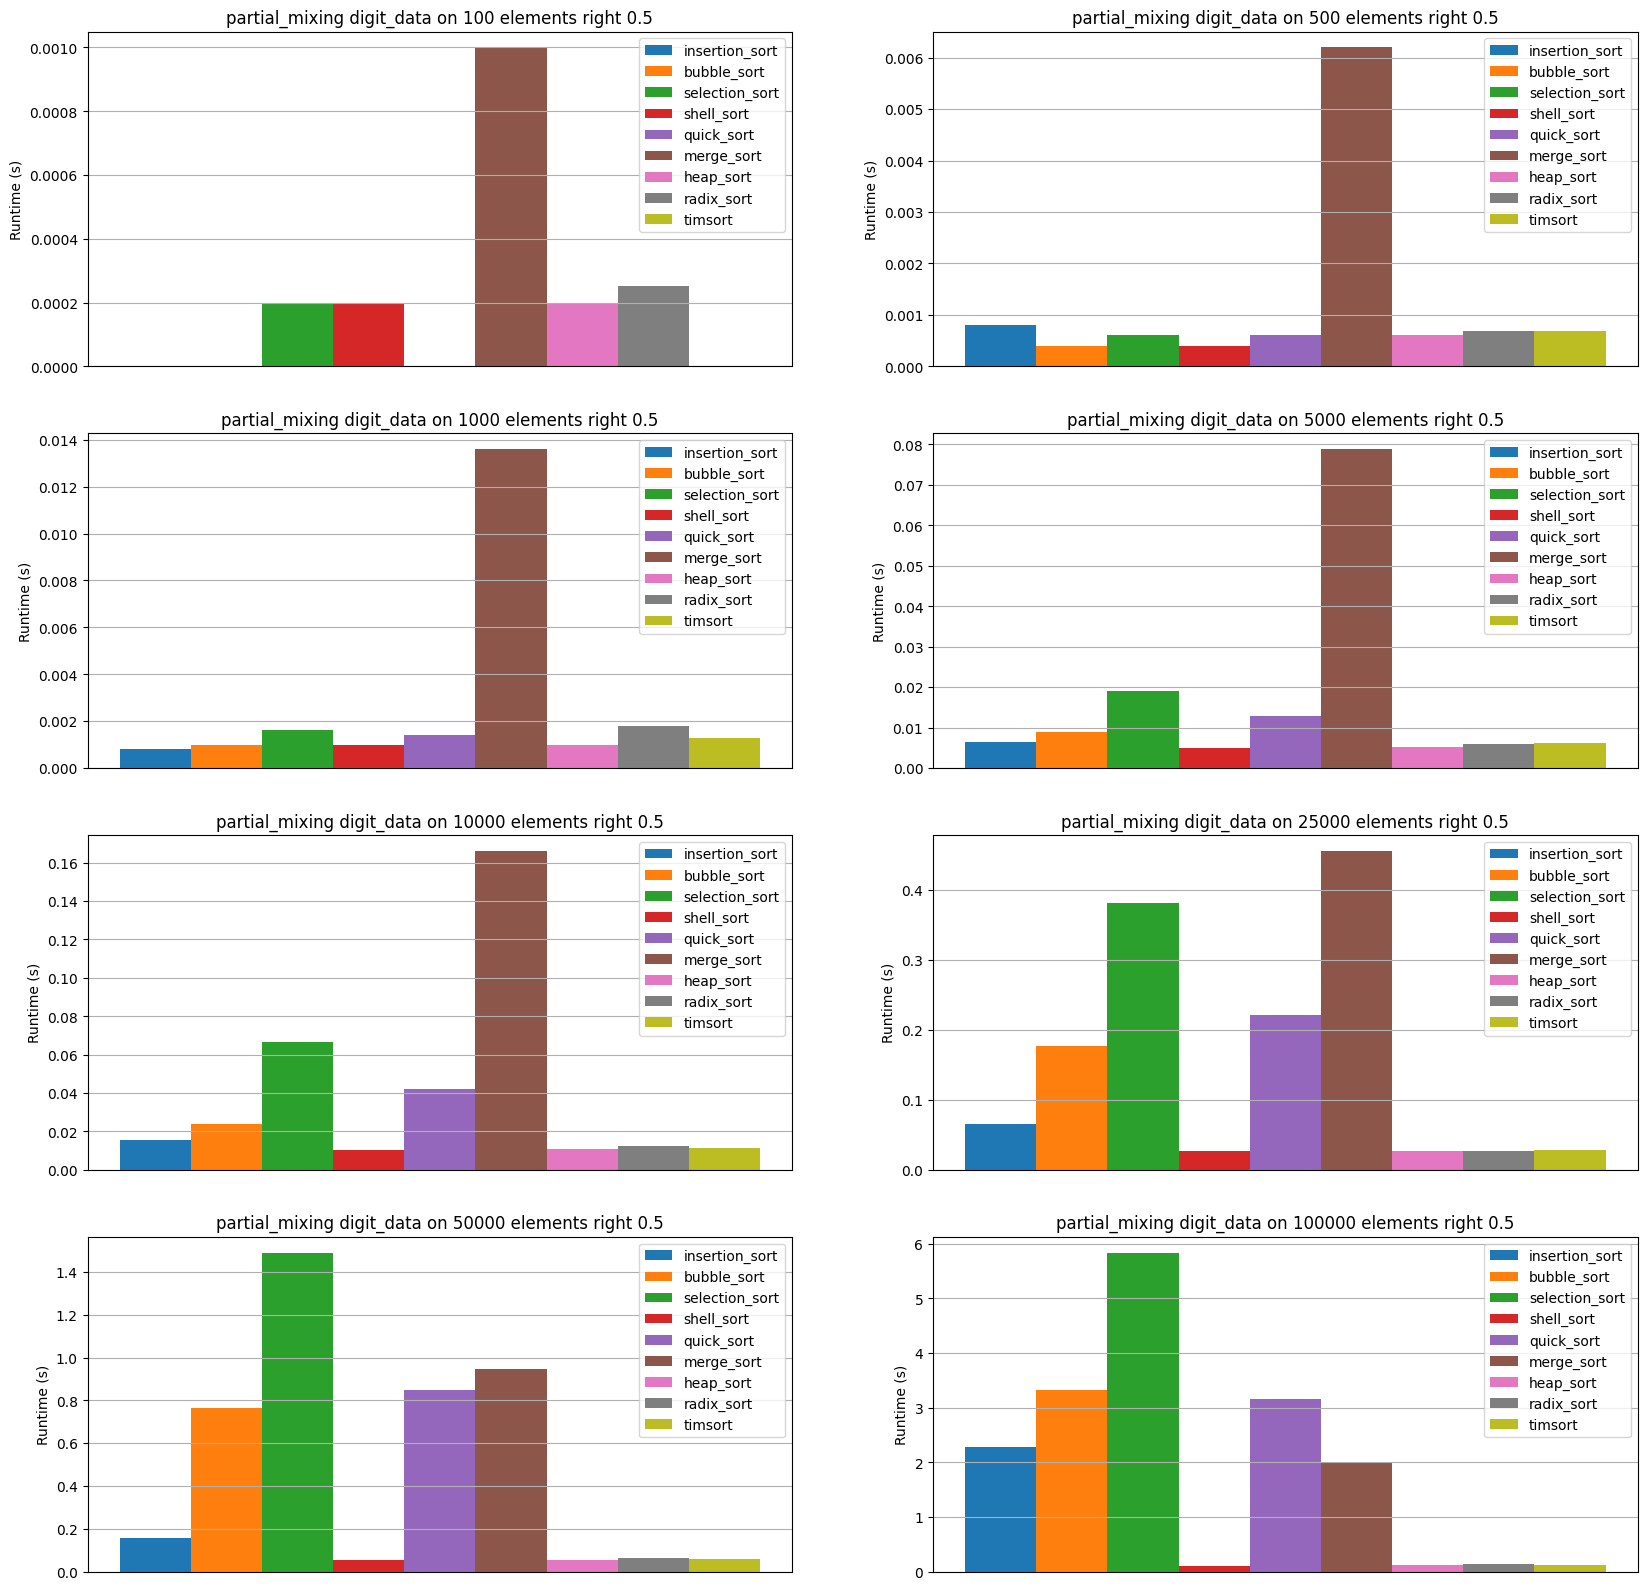 partial_mixing digit_data on 100 elements right 0.5
Runtime (s)
0.0010
0.0008
0.0006
0.0004
0.0002
0.0000
insertion_sort
bubble_sort
selection_sort
shell_sort
quick_sort
merge_sort
heap_sort
radix_sort
timsort
partial_mixing digit_data on 500 elements right 0.5
Runtime (s)
0.006
0.005
0.004
0.003
0.002
0.001
0.000
insertion_sort
bubble_sort
selection_sort
shell_sort
quick_sort
merge_sort
heap_sort
radix_sort
timsort
partial_mixing digit_data on 1000 elements right 0.5
Runtime (s)
0.014
0.012
0.010
0.008
0.006
0.004
0.002
0.000
insertion_sort
bubble_sort
selection_sort
shell_sort
quick_sort
merge_sort
heap_sort
radix_sort
timsort
partial_mixing digit_data on 5000 elements right 0.5
Runtime (s)
0.08
0.07
0.06
0.05
0.04
0.03
0.02
0.01
0.00
insertion_sort
bubble_sort
selection_sort
shell_sort
quick_sort
merge_sort
heap_sort
radix_sort
timsort
partial_mixing digit_data on 10000 elements right 0.5
Runtime (s)
0.16
0.14
0.12
0.10
0.08
0.06
0.04
0.02
0.00
insertion_sort
bubble_sort
selection_sort
shell_sort
quick_sort
merge_sort
heap_sort
radix_sort
timsort
partial_mixing digit_data on 25000 elements right 0.5
Runtime (s)
0.4
0.3
0.2
0.1
0.0
insertion_sort
bubble_sort
selection_sort
shell_sort
quick_sort
merge_sort
heap_sort
radix_sort
timsort
partial_mixing digit_data on 50000 elements right 0.5
Runtime (s)
1.4
1.2
1.0
0.8
0.6
0.4
0.2
0.0
insertion_sort
bubble_sort
selection_sort
shell_sort
quick_sort
merge_sort
heap_sort
radix_sort
timsort
partial_mixing digit_data on 100000 elements right 0.5
Runtime (s)
6
5
4
3
2
1
0
insertion_sort
bubble_sort
selection_sort
shell_sort
quick_sort
merge_sort
heap_sort
radix_sort
timsort